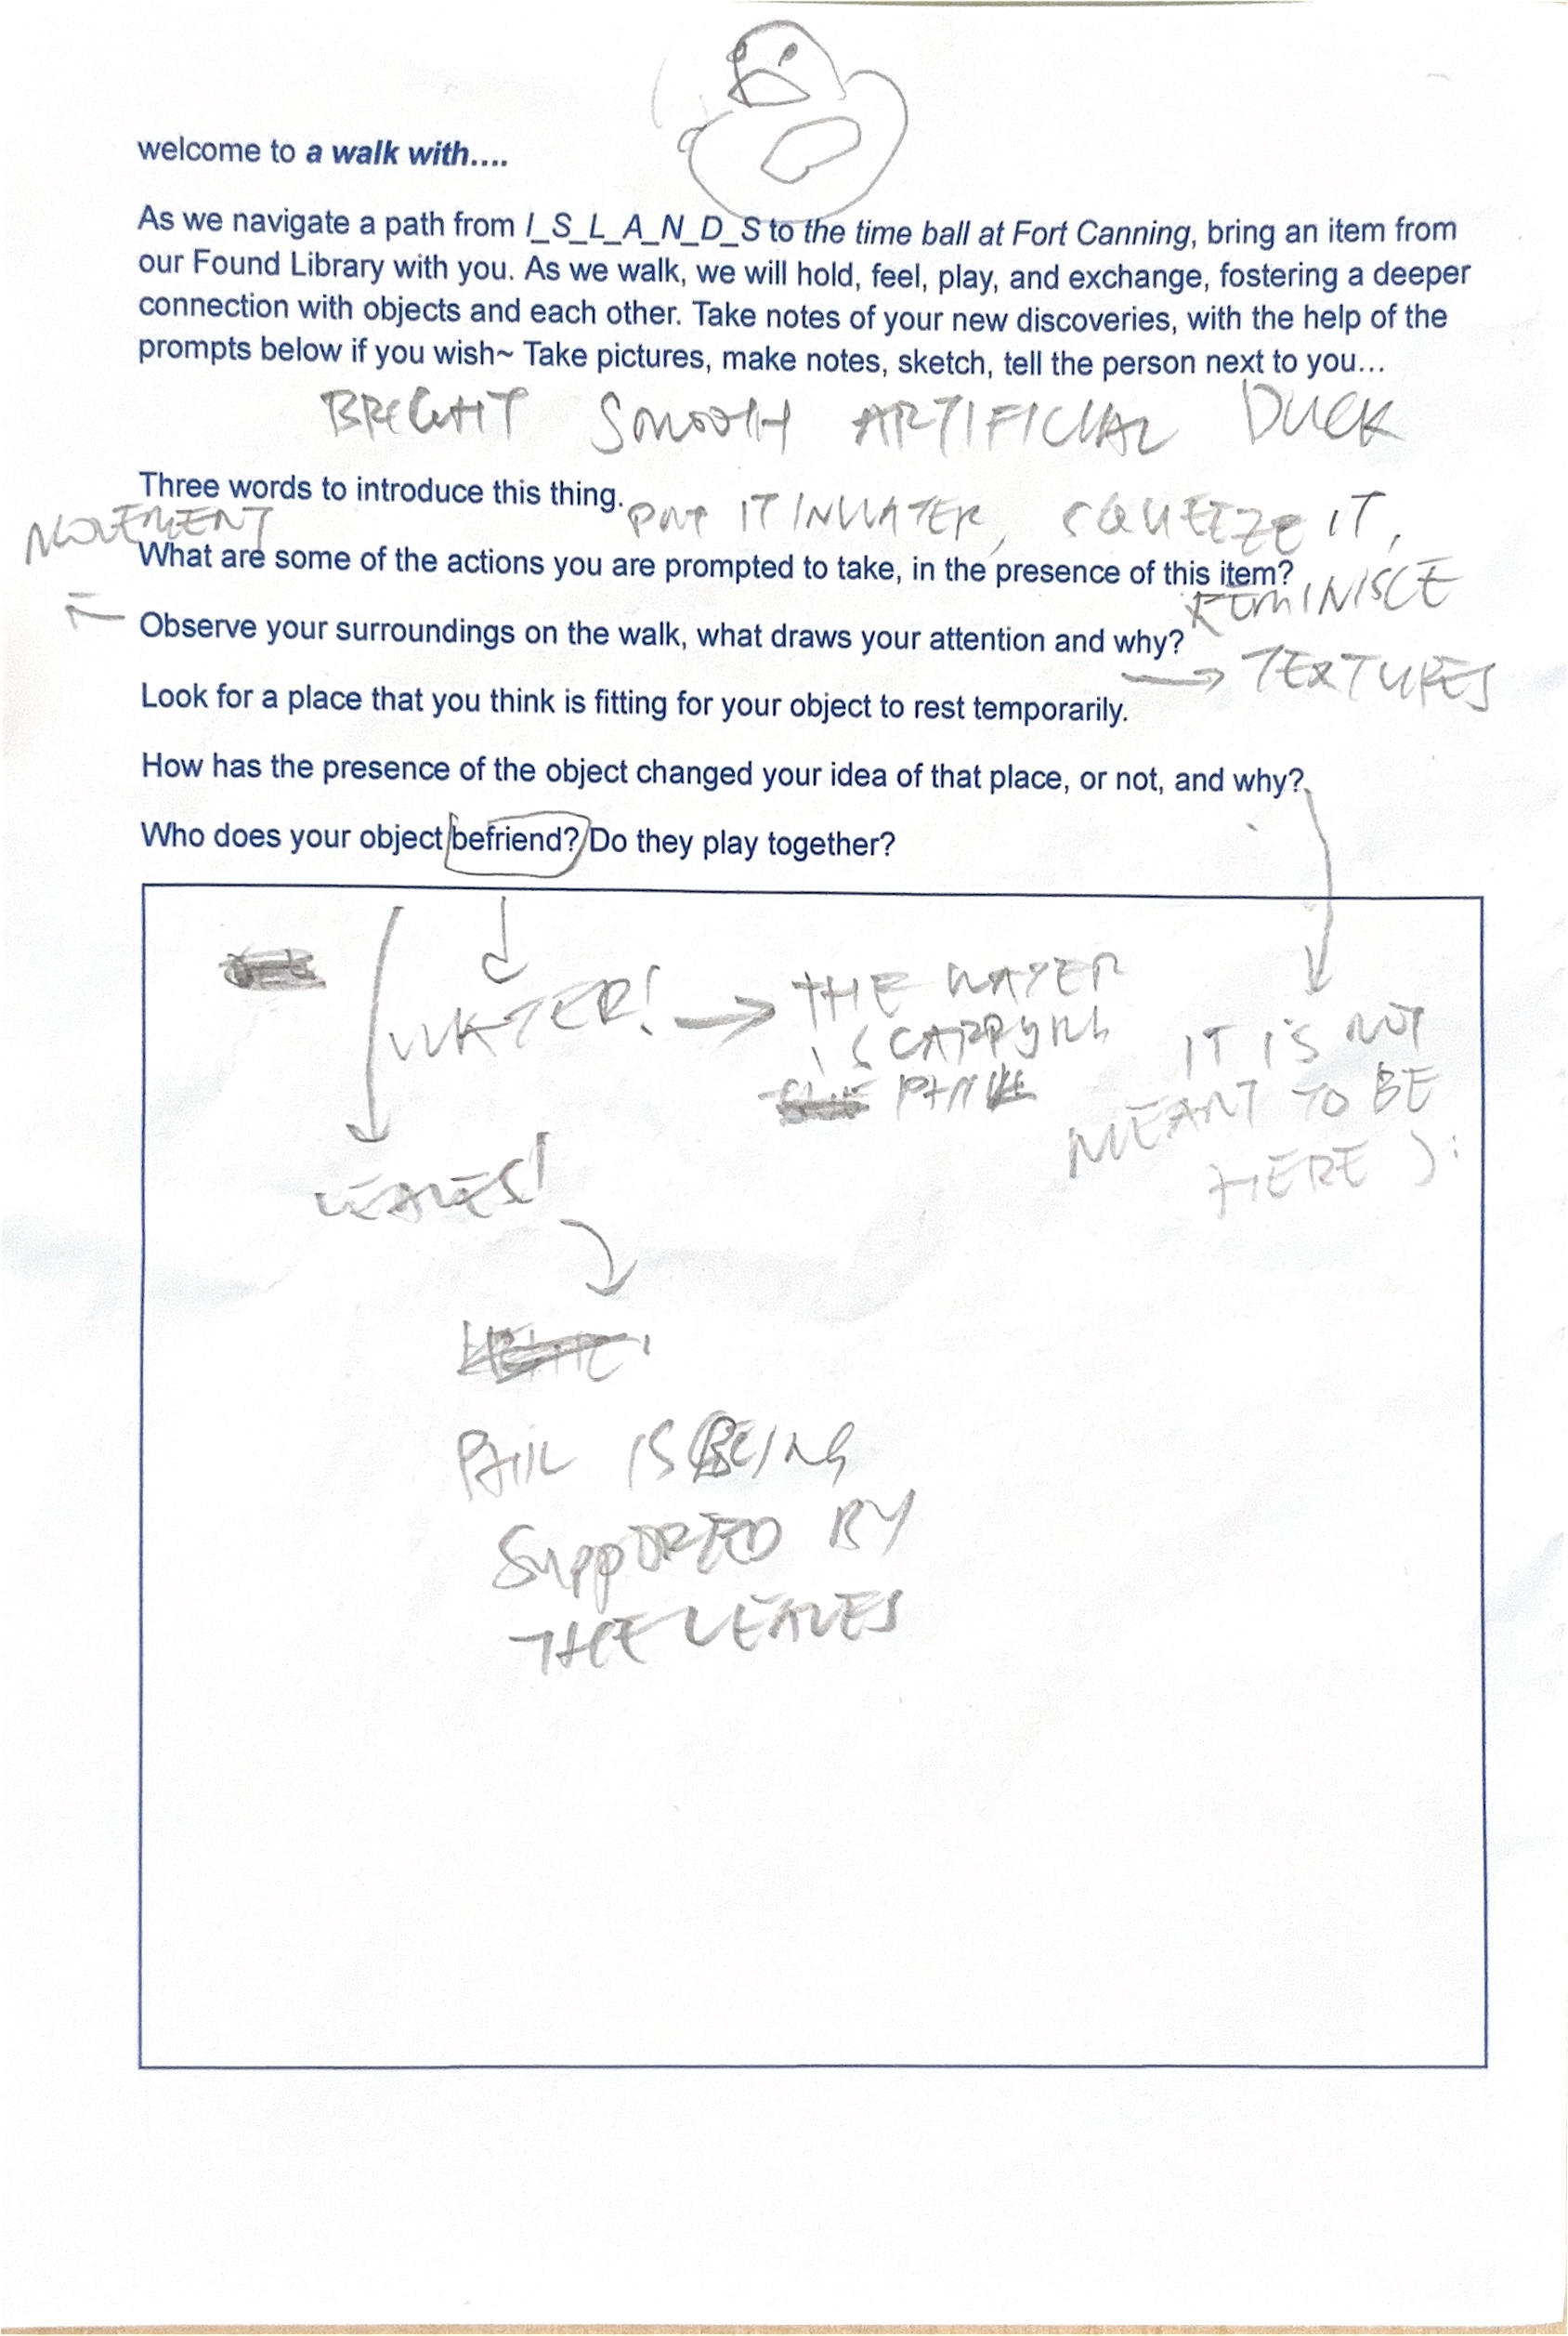 welcome to a walk with....
As we navigate a path from I_S_L_A_N_D_S to the time ball at Fort Canning, bring an item from
our Found Library with you. As we walk, we will hold, feel, play, and exchange, fostering a deeper
connection with objects and each other. Take notes of your new discoveries, with the help of the
prompts below if you wish~ Take pictures, make notes, sketch, tell the person next to you...
BRIGHT SMOOTH ARTIFICIAL DUCK
Three words to introduce this thing.
PUT IT IN WATER, SQUEEZE IT,
REMINISCE
MOVEMENT
What are some of the actions you are prompted to take, in the presence of this item?
Observe your surroundings on the walk, what draws your attention and why?
→ TEXTURES
Look for a place that you think is fitting for your object to rest temporarily.
How has the presence of the object changed your idea of that place, or not, and why?
Who does your object befriend? Do they play together?
WATER! → THE WATER
IS CARRYING
IT IS NOT
MEANT TO BE
HERE ):
LEAVES!
IS BEING
SUPPORTED BY
THE LEAVES